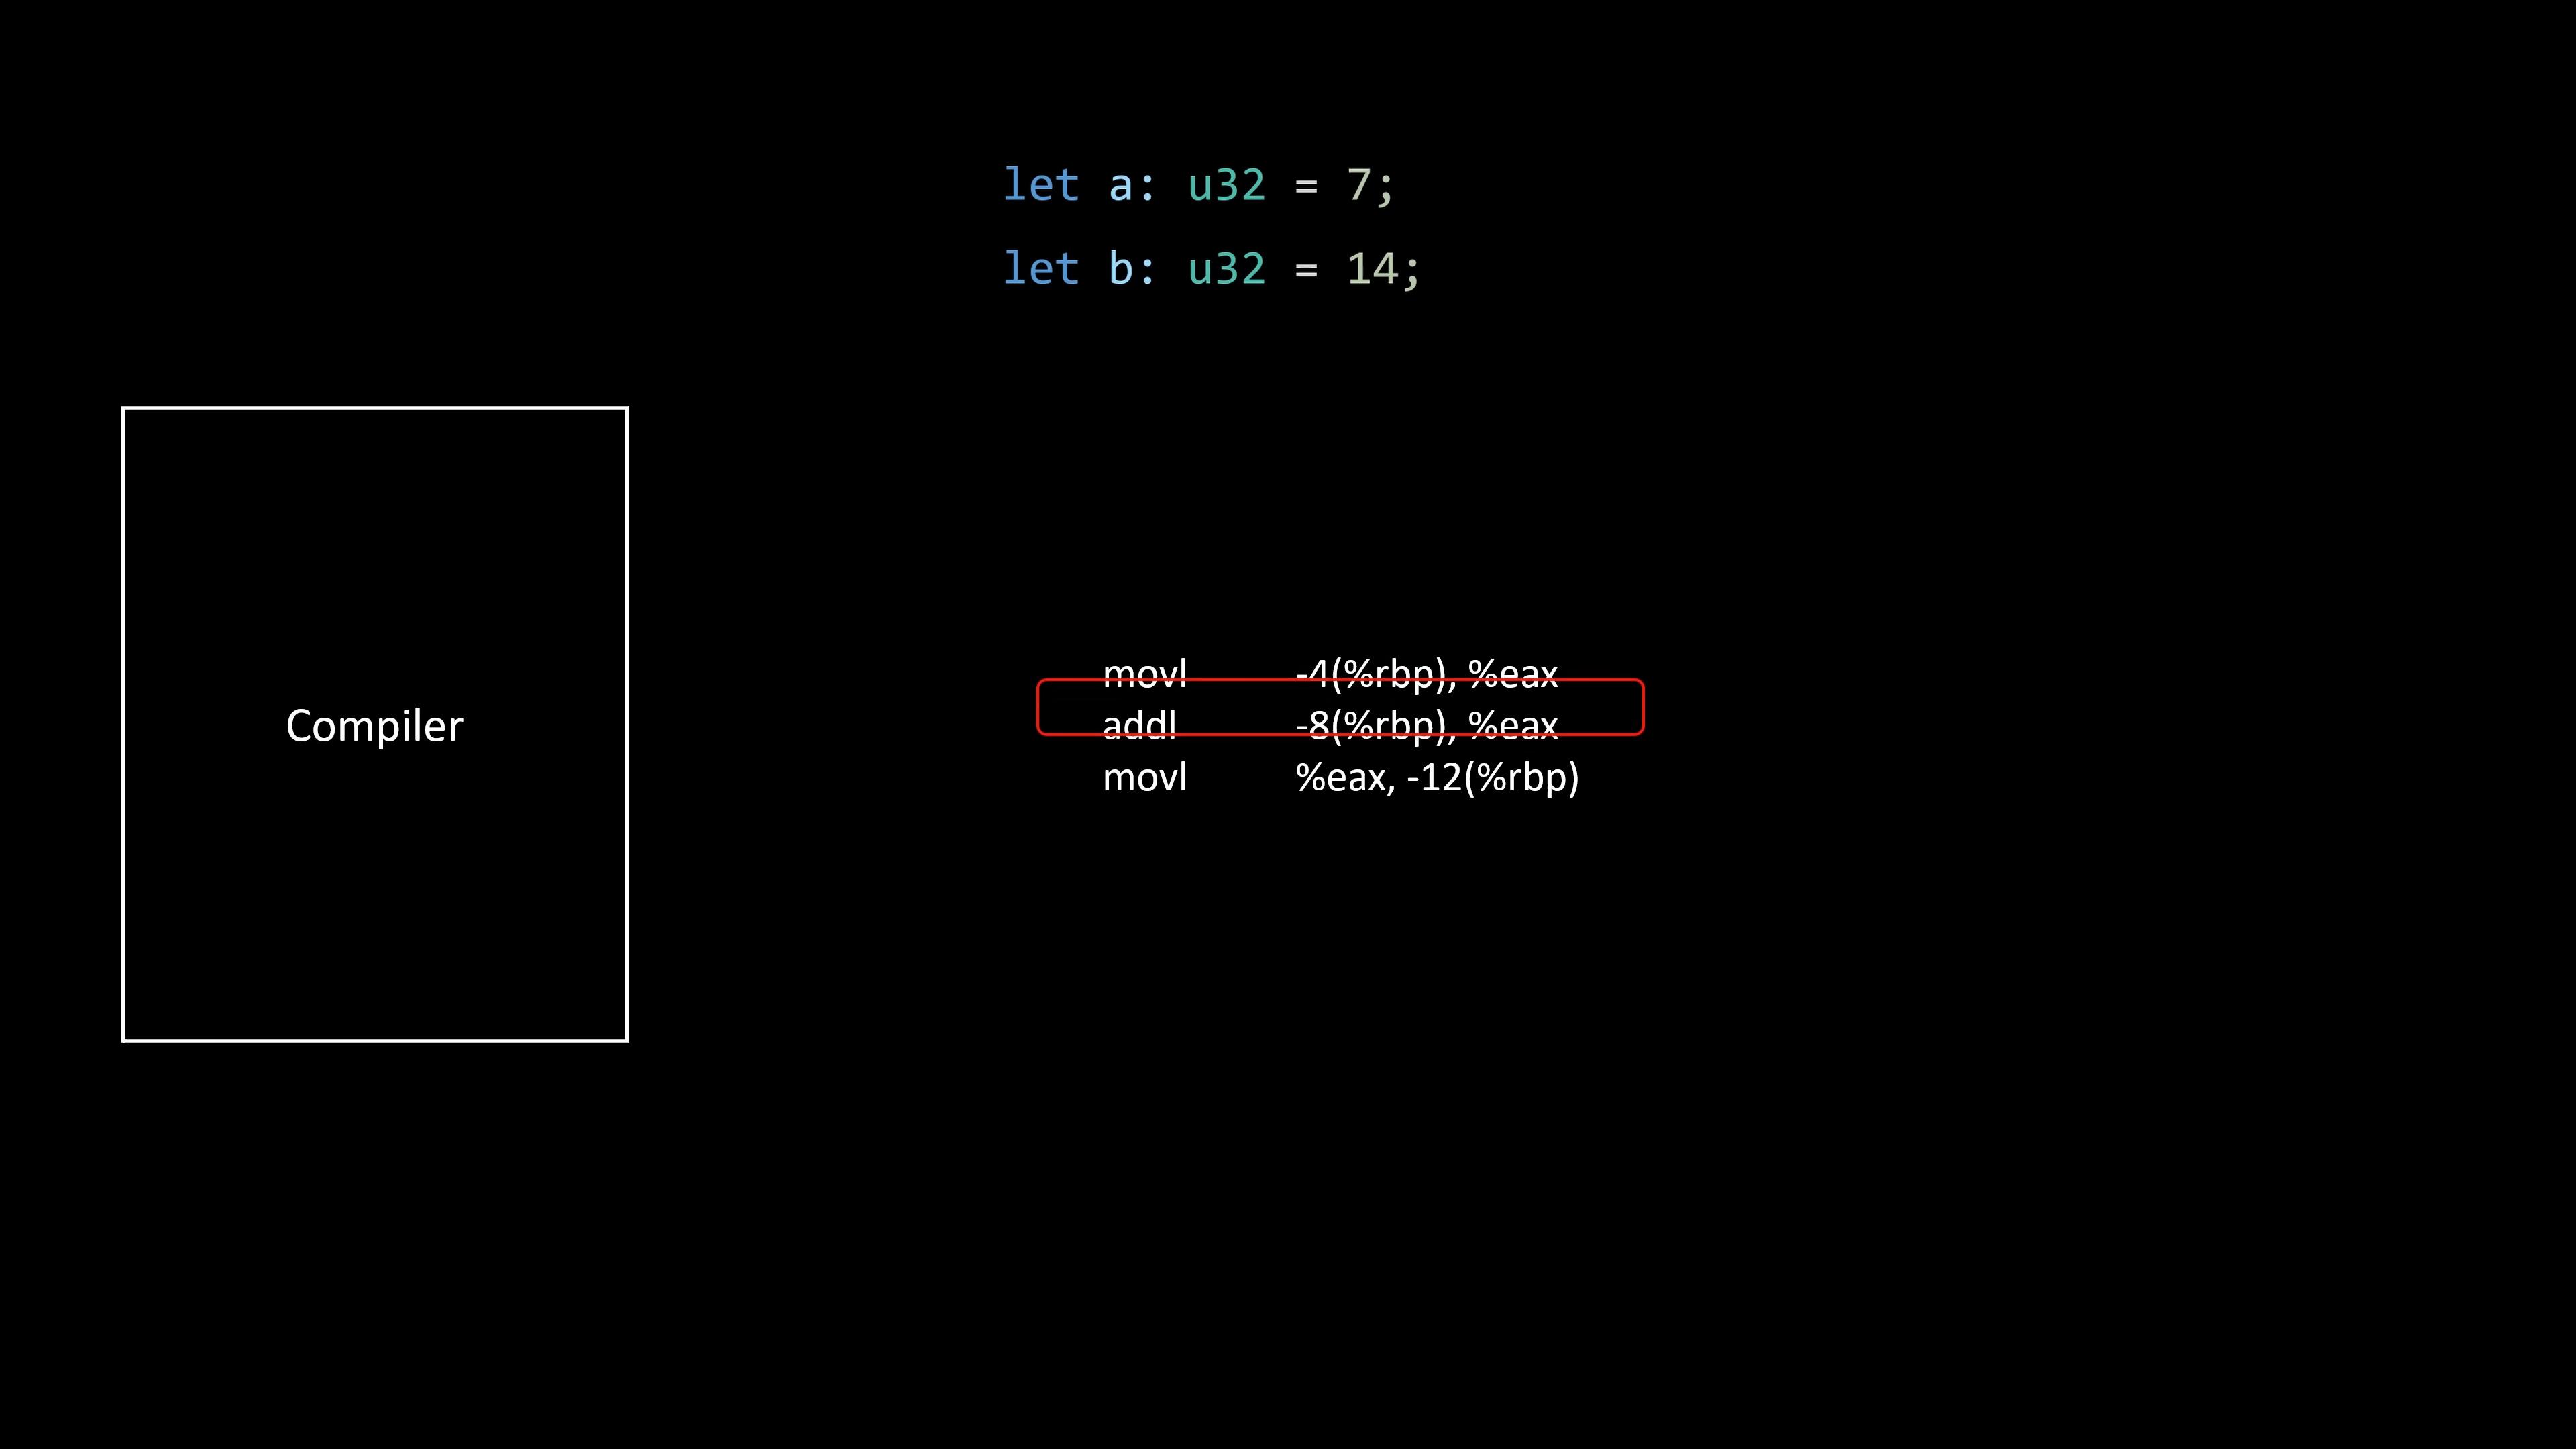 let a: u32 = 7;
let b: u32 = 14;
Compiler
movl -4(%rbp), %eax
addl -8(%rbp), %eax
movl %eax, -12(%rbp)